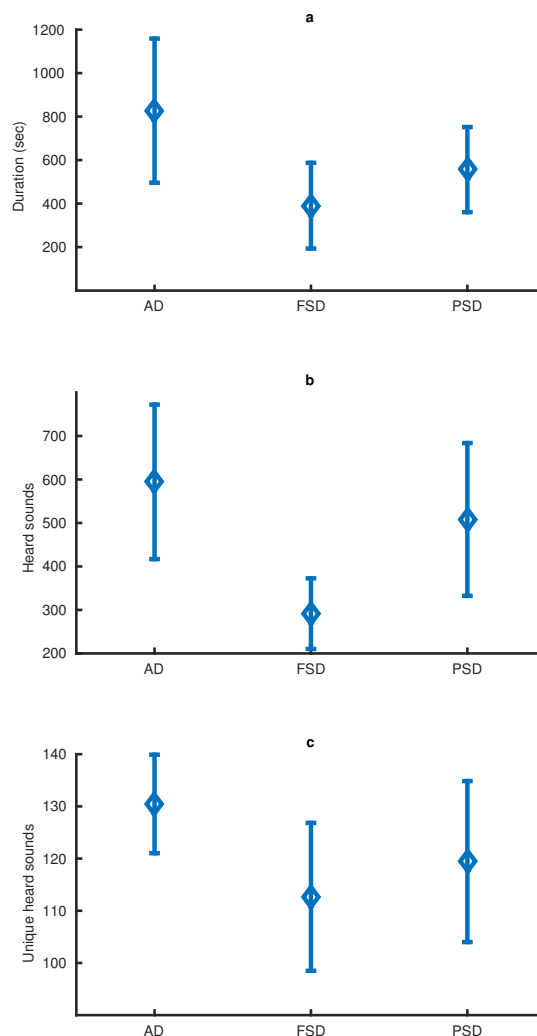 a
1200
1000
800
600
400
200
Duration (sec)
AD FSD PSD
b
700
600
500
400
300
200
Heard sounds
AD FSD PSD
c
140
130
120
110
100
Unique heard sounds
AD FSD PSD